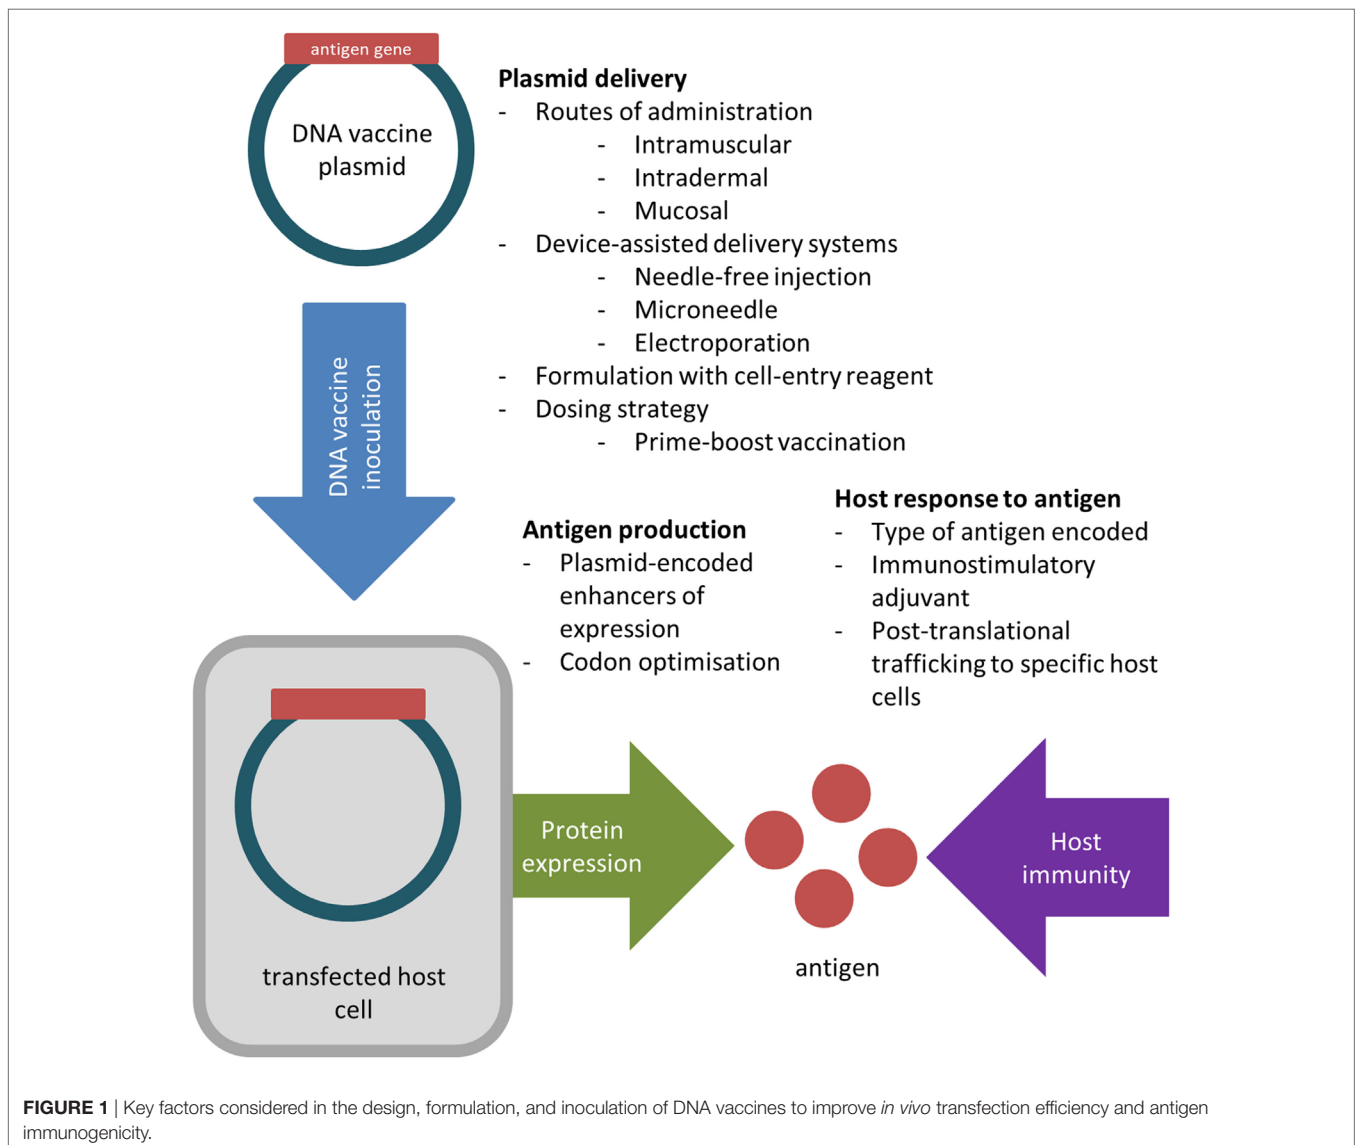 antigen gene
DNA vaccine
plasmid
Plasmid delivery
- Routes of administration
- Intramuscular
- Intradermal
- Mucosal
- Device-assisted delivery systems
- Needle-free injection
- Microneedle
- Electroporation
- Formulation with cell-entry reagent
- Dosing strategy
- Prime-boost vaccination
DNA vaccine
inoculation
Antigen production
- Plasmid-encoded
enhancers of
expression
- Codon optimisation
Host response to antigen
- Type of antigen encoded
- Immunostimulatory
adjuvant
- Post-translational
trafficking to specific host
cells
transfected host
cell
Protein
expression
antigen
Host
immunity
FIGURE 1 | Key factors considered in the design, formulation, and inoculation of DNA vaccines to improve in vivo transfection efficiency and antigen
immunogenicity.